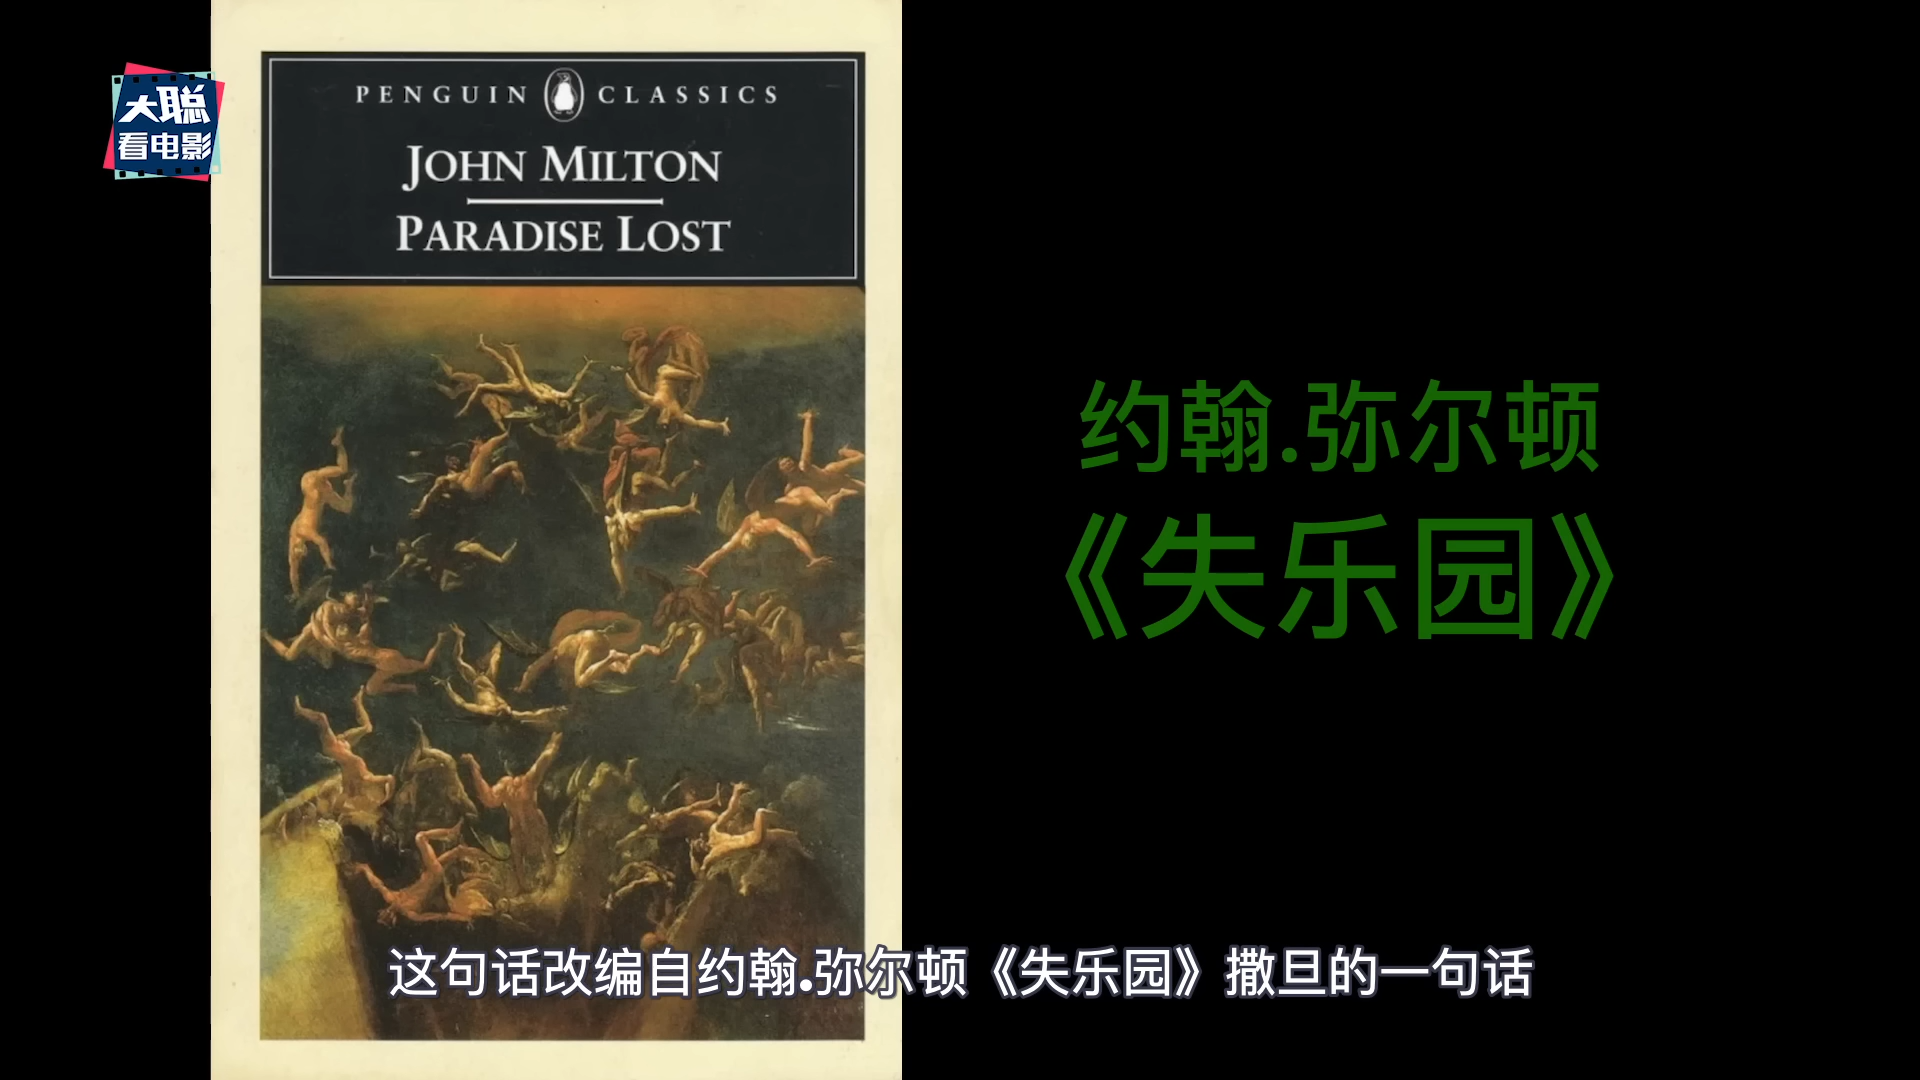 大聪
看电影
PENGUIN CLASSICS
JOHN MILTON
PARADISE LOST
约翰.弥尔顿
《失乐园》
这句话改编自约翰.弥尔顿《失乐园》撒旦的一句话